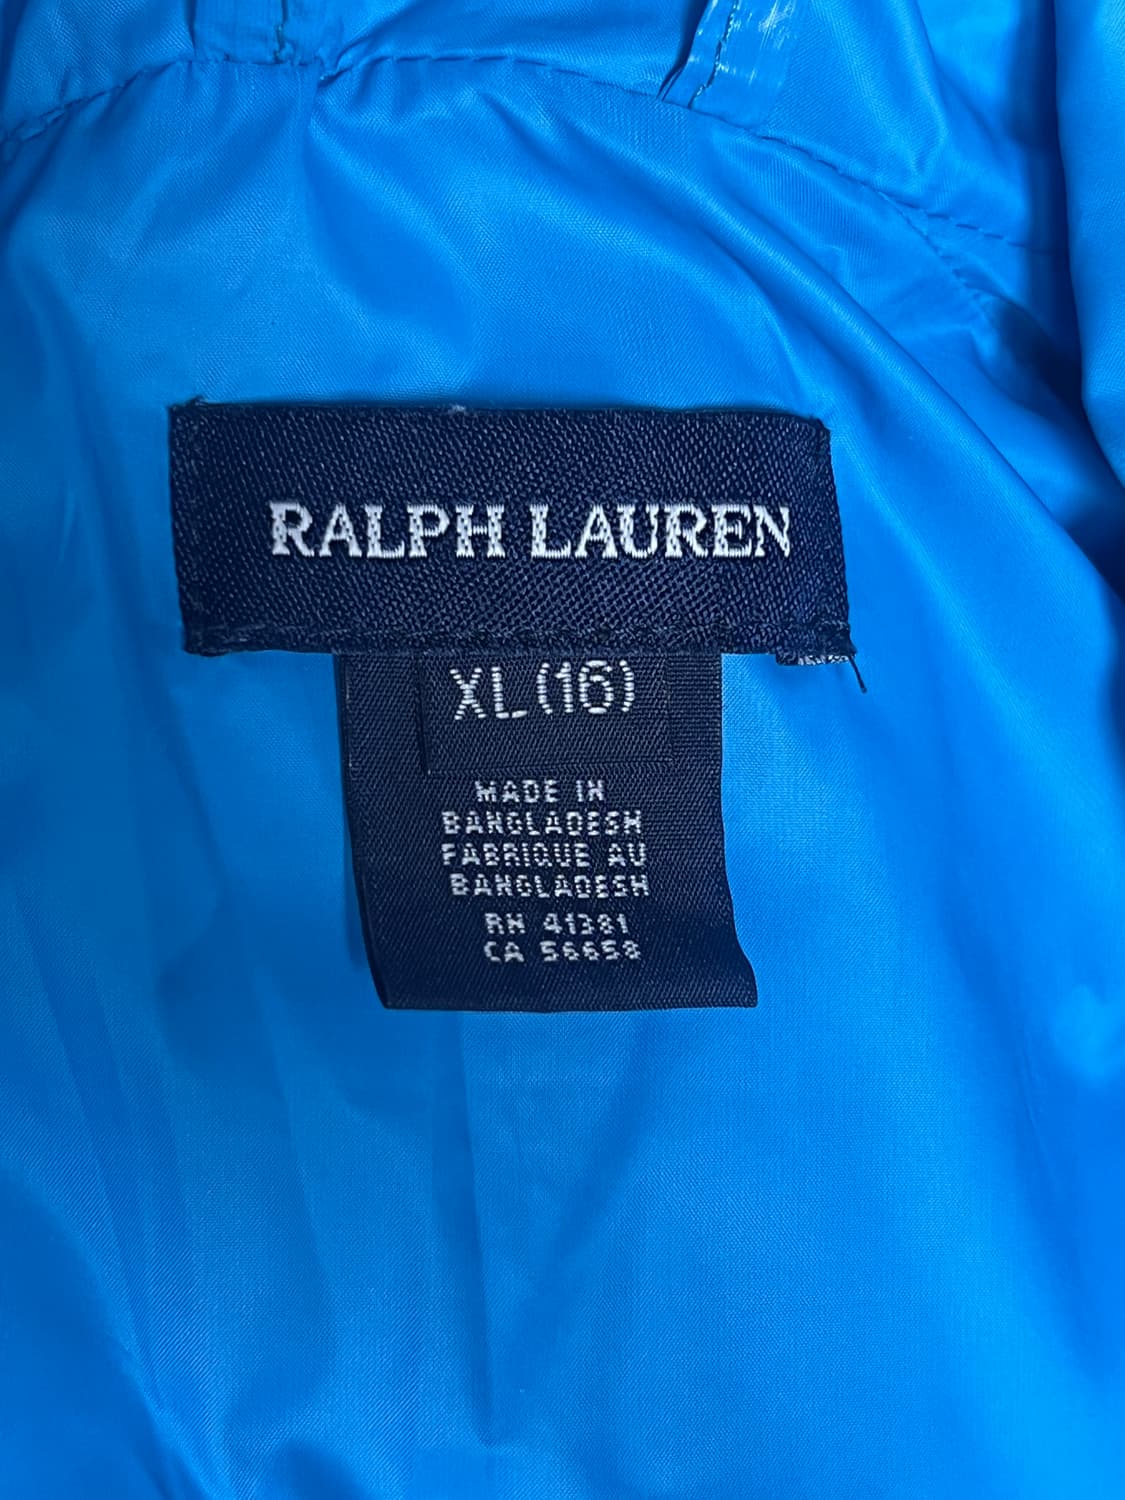 RALPH LAUREN
XL (16)
MADE IN
BANGLADESH
FABRIQUE AU
BANGLADESH
RN 41381
CA 56658